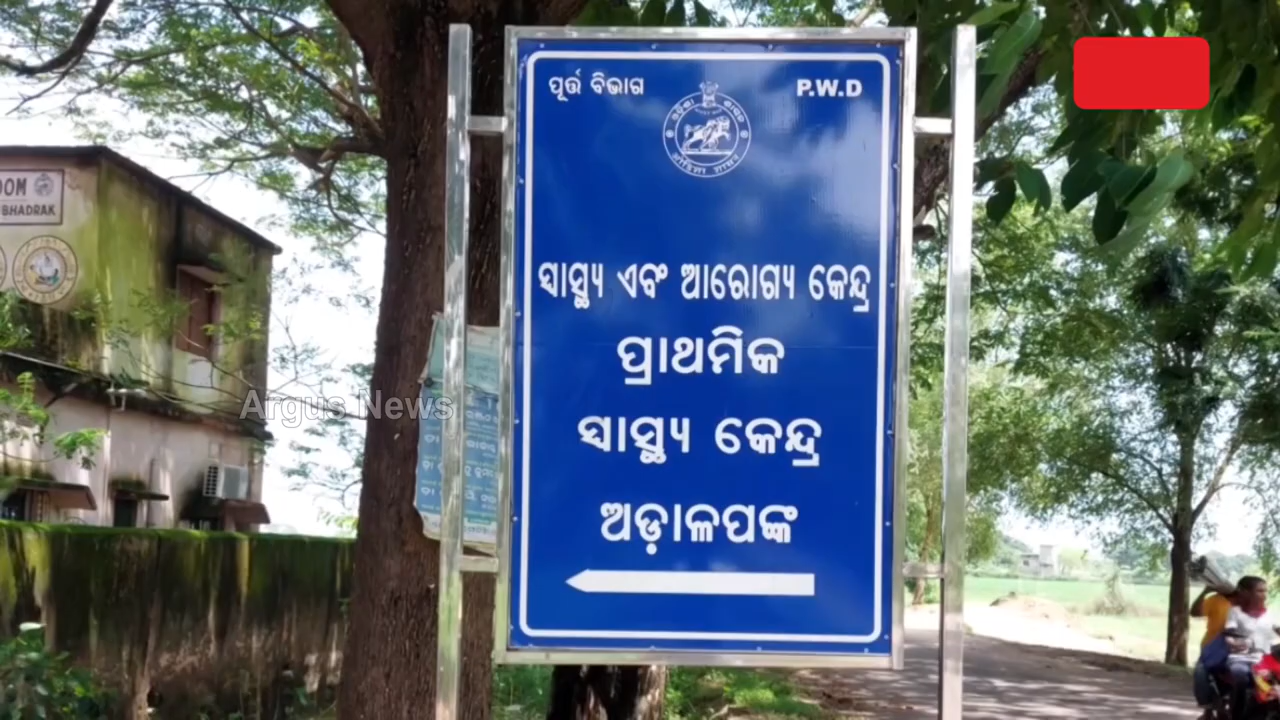 ପୂର୍ତ୍ତ ବିଭାଗ P.W.D
ସ୍ୱାସ୍ଥ୍ୟ ଏବଂ ଆରୋଗ୍ୟ କେନ୍ଦ୍ର
ପ୍ରାଥମିକ
ସ୍ୱାସ୍ଥ୍ୟ କେନ୍ଦ୍ର
ଅଡ଼ାଳପଙ୍କ
OOM
BHADRAK
Argus News